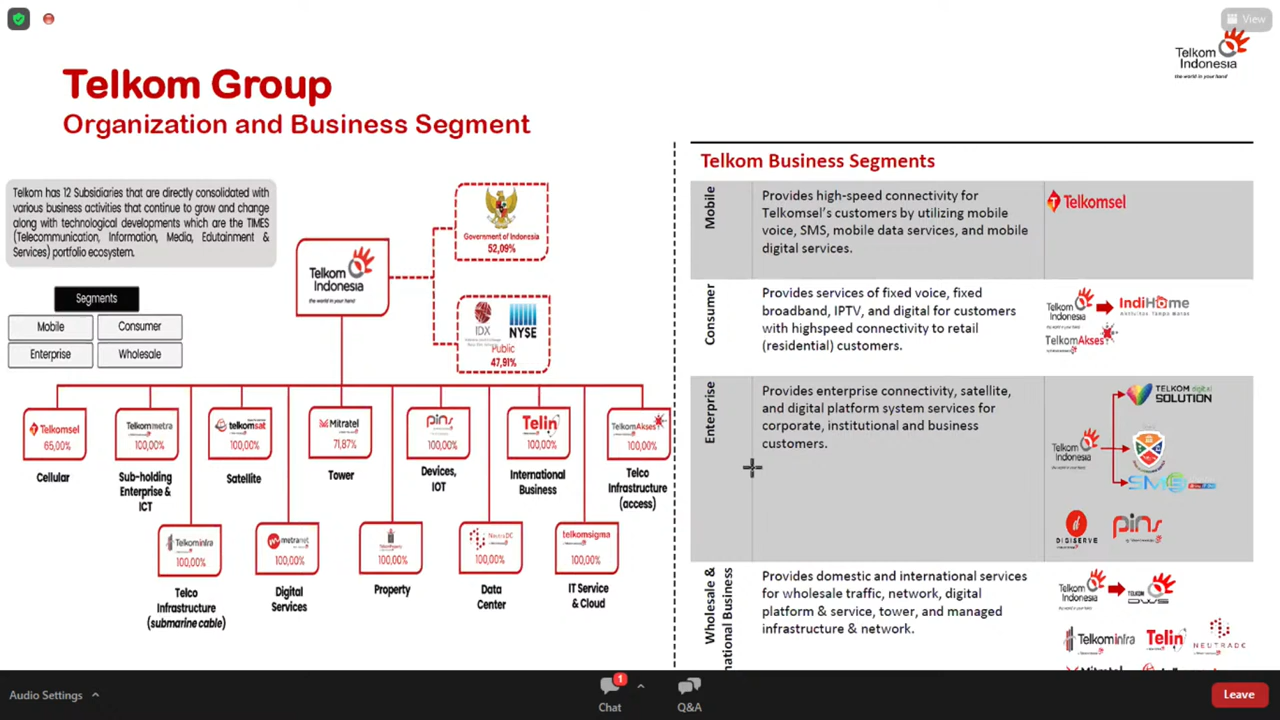 View
Telkom
Indonesia
the world in your hand
Telkom Group
Organization and Business Segment
Telkom has 12 Subsidiaries that are directly consolidated with
various business activities that continue to grow and change
along with technological developments which are the TIMES
(Telecommunication, Information, Media, Edutainment &
Services) portfolio ecosystem.
Segments
Mobile
Consumer
Enterprise
Wholesale
Telkom
Indonesia
the world in your hand
Government of Indonesia
52,09%
IDX
NYSE
Public
47,91%
Telkomsel
65,00%
Cellular
Telkommetra
100,00%
Sub-holding
Enterprise &
ICT
telkomsat
100,00%
Satellite
Mitratel
71,87%
Tower
pins
100,00%
Devices,
IOT
Telin
100,00%
International
Business
TelkomAkses
100,00%
Telco
Infrastructure
(access)
Telkominfra
100,00%
Telco
Infrastructure
(submarine cable)
metranet
100,00%
Digital
Services
100,00%
Property
NeutraDC
100,00%
Data
Center
telkomsigma
100,00%
IT Service
& Cloud
Telkom Business Segments
Mobile
Provides high-speed connectivity for
Telkomsel's customers by utilizing mobile
voice, SMS, mobile data services, and mobile
digital services.
Telkomsel
Consumer
Provides services of fixed voice, fixed
broadband, IPTV, and digital for customers
with highspeed connectivity to retail
(residential) customers.
Telkom
Indonesia
IndiHome
Aktivitas Tanpa Batas
TelkomAkses
Enterprise
Provides enterprise connectivity, satellite,
and digital platform system services for
corporate, institutional and business
customers.
Telkom
Indonesia
TELKOM digital
SOLUTION
DIGISERVE
pins
Wholesale &
national Business
Provides domestic and international services
for wholesale traffic, network, digital
platform & service, tower, and managed
infrastructure & network.
Telkom
Indonesia
TELKOM
DWS
Telkominfra
Telin
NEUTRADC
Audio Settings
1
Chat
Q&A
Leave